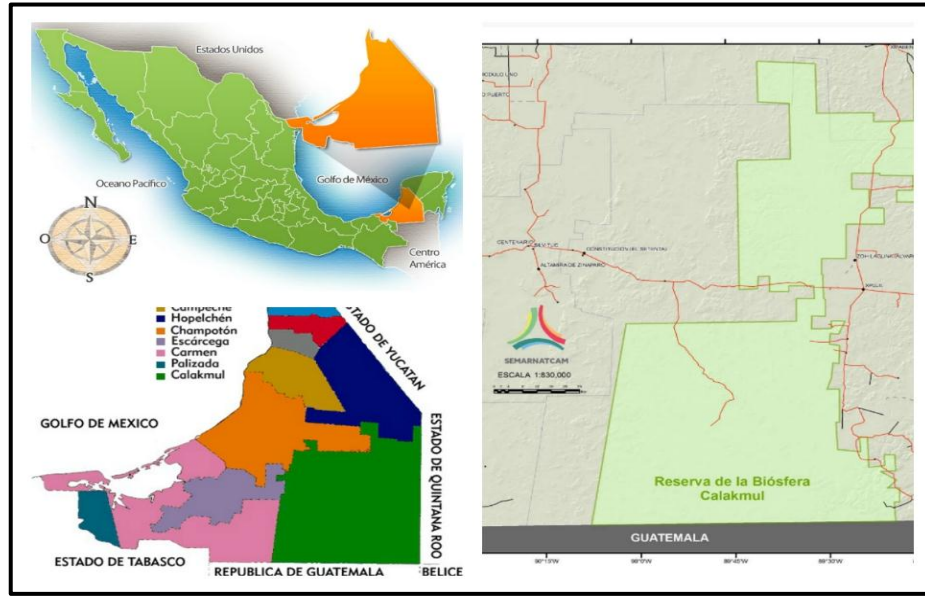 Estados Unidos
Oceano Pacífico
Golfo de México
Centro
América
N
O
E
S
Campeche
Hopelchén
Champotón
Escárcega
Carmen
Palizada
Calakmul
GOLFO DE MEXICO
ESTADO DE YUCATAN
ESTADO DE QUINTANA ROO
ESTADO DE TABASCO
REPUBLICA DE GUATEMALA
BELICE
CENTENARIO
ALTAMIRA DE ZINAPARO
SEMARNATCAM
ESCALA 1:630,000
Reserva de la Biósfera
Calakmul
GUATEMALA